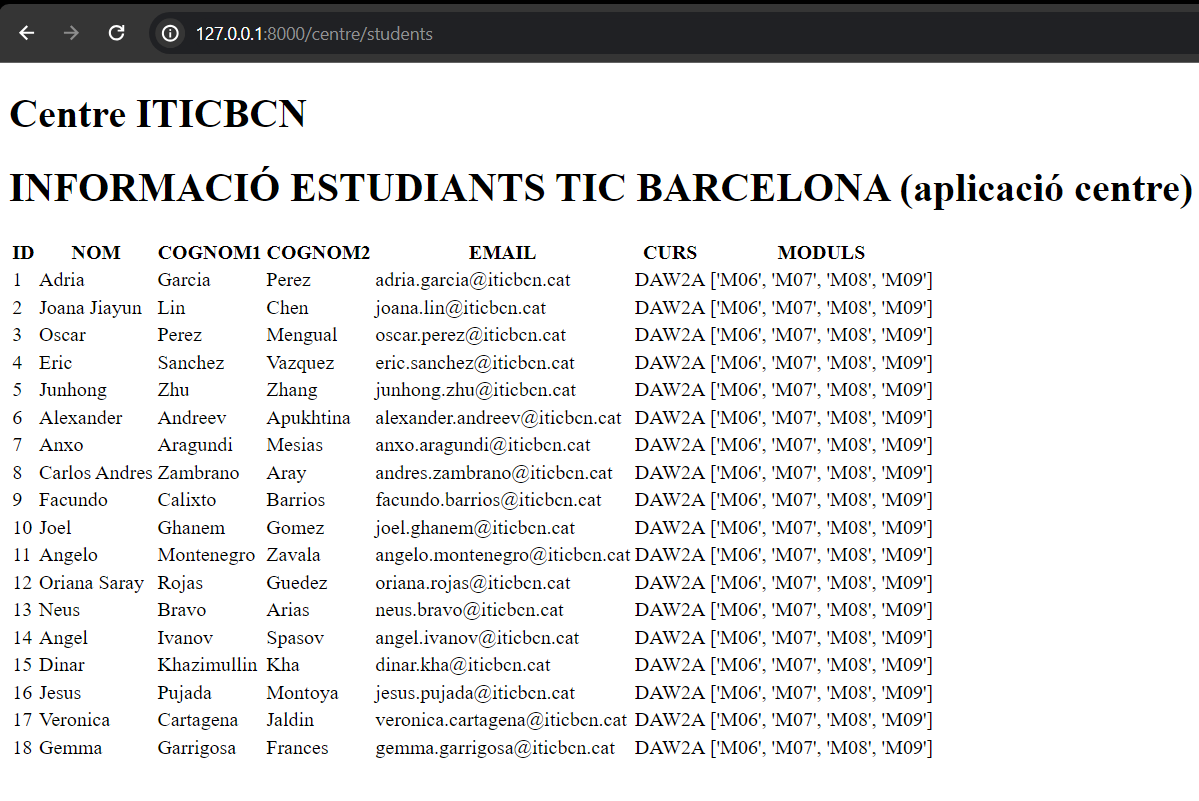 127.0.0.1:8000/centre/students
Centre ITICBCN
INFORMACIÓ ESTUDIANTS TIC BARCELONA (aplicació centre)
ID NOM COGNOM1 COGNOM2 EMAIL CURS MODULS
1 Adria Garcia Perez adria.garcia@iticbcn.cat DAW2A ['M06', 'M07', 'M08', 'M09']
2 Joana Jiayun Lin Chen joana.lin@iticbcn.cat DAW2A ['M06', 'M07', 'M08', 'M09']
3 Oscar Perez Mengual oscar.perez@iticbcn.cat DAW2A ['M06', 'M07', 'M08', 'M09']
4 Eric Sanchez Vazquez eric.sanchez@iticbcn.cat DAW2A ['M06', 'M07', 'M08', 'M09']
5 Junhong Zhu Zhang junhong.zhu@iticbcn.cat DAW2A ['M06', 'M07', 'M08', 'M09']
6 Alexander Andreev Apukhtina alexander.andreev@iticbcn.cat DAW2A ['M06', 'M07', 'M08', 'M09']
7 Anxo Aragundi Mesias anxo.aragundi@iticbcn.cat DAW2A ['M06', 'M07', 'M08', 'M09']
8 Carlos Andres Zambrano Aray andres.zambrano@iticbcn.cat DAW2A ['M06', 'M07', 'M08', 'M09']
9 Facundo Calixto Barrios facundo.barrios@iticbcn.cat DAW2A ['M06', 'M07', 'M08', 'M09']
10 Joel Ghanem Gomez joel.ghanem@iticbcn.cat DAW2A ['M06', 'M07', 'M08', 'M09']
11 Angelo Montenegro Zavala angelo.montenegro@iticbcn.cat DAW2A ['M06', 'M07', 'M08', 'M09']
12 Oriana Saray Rojas Guedez oriana.rojas@iticbcn.cat DAW2A ['M06', 'M07', 'M08', 'M09']
13 Neus Bravo Arias neus.bravo@iticbcn.cat DAW2A ['M06', 'M07', 'M08', 'M09']
14 Angel Ivanov Spasov angel.ivanov@iticbcn.cat DAW2A ['M06', 'M07', 'M08', 'M09']
15 Dinar Khazimullin Kha dinar.kha@iticbcn.cat DAW2A ['M06', 'M07', 'M08', 'M09']
16 Jesus Pujada Montoya jesus.pujada@iticbcn.cat DAW2A ['M06', 'M07', 'M08', 'M09']
17 Veronica Cartagena Jaldin veronica.cartagena@iticbcn.cat DAW2A ['M06', 'M07', 'M08', 'M09']
18 Gemma Garrigosa Frances gemma.garrigosa@iticbcn.cat DAW2A ['M06', 'M07', 'M08', 'M09']